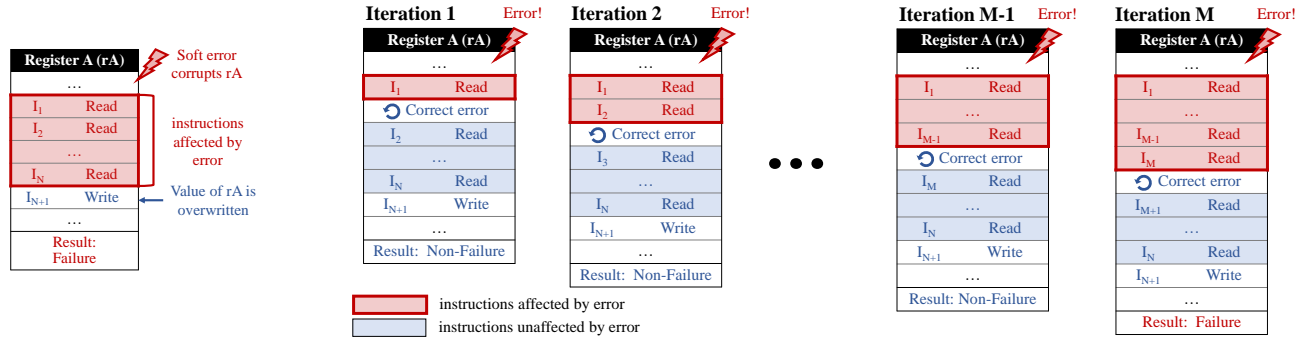 Register A (rA)
…
I1 Read
I2 Read
…
IN Read
IN+1 Write
…
Result:
Failure
Soft error
corrupts rA
instructions
affected by
error
Value of rA is
overwritten
Iteration 1 Error!
Register A (rA)
…
I1 Read
Correct error
I2 Read
…
IN Read
IN+1 Write
…
Result: Non-Failure
Iteration 2 Error!
Register A (rA)
…
I1 Read
I2 Read
Correct error
I3 Read
…
IN Read
IN+1 Write
…
Result: Non-Failure
Iteration M-1 Error!
Register A (rA)
…
I1 Read
…
IM-1 Read
Correct error
IM Read
…
IN Read
IN+1 Write
…
Result: Non-Failure
Iteration M Error!
Register A (rA)
…
I1 Read
…
IM-1 Read
IM Read
Correct error
IM+1 Read
…
IN Read
IN+1 Write
…
Result: Failure
instructions affected by error
instructions unaffected by error